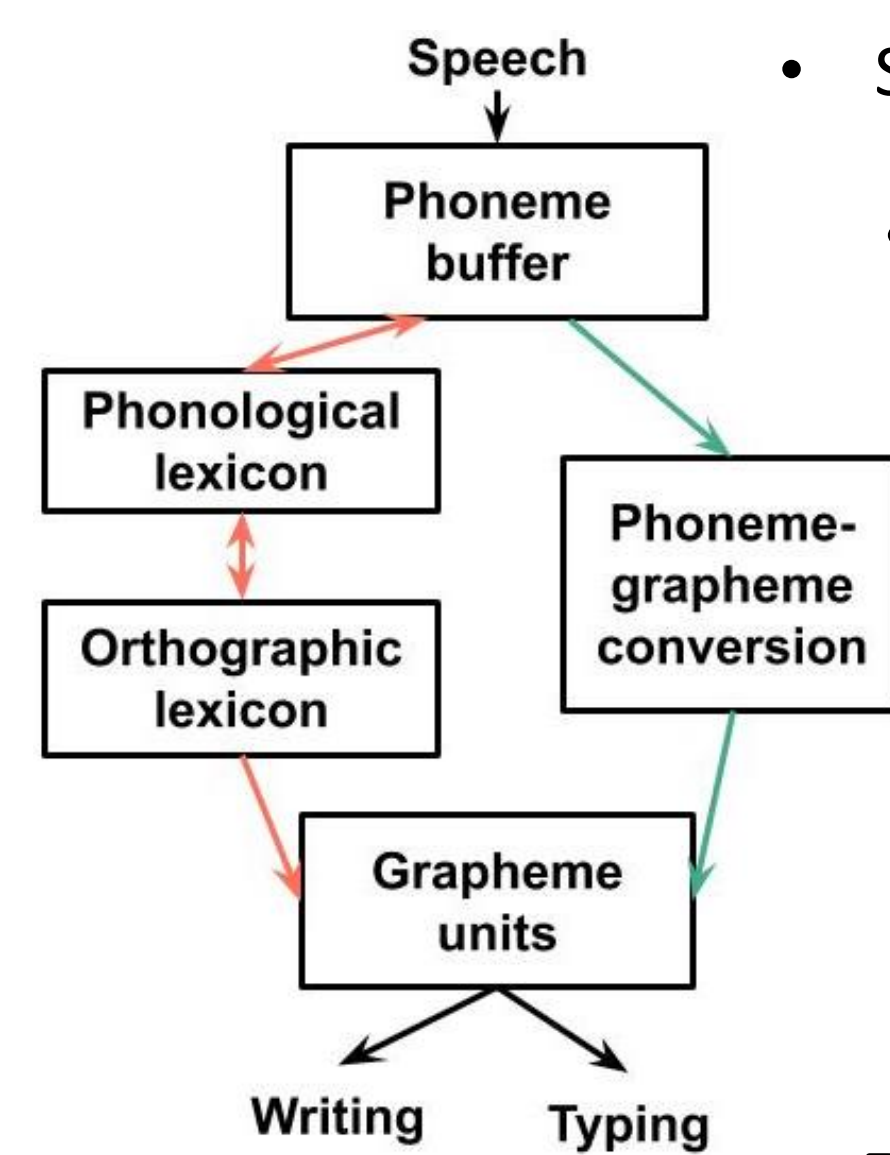 Speech
Phoneme
buffer
Phonological
lexicon
Phoneme-
grapheme
conversion
Orthographic
lexicon
Grapheme
units
Writing
Typing